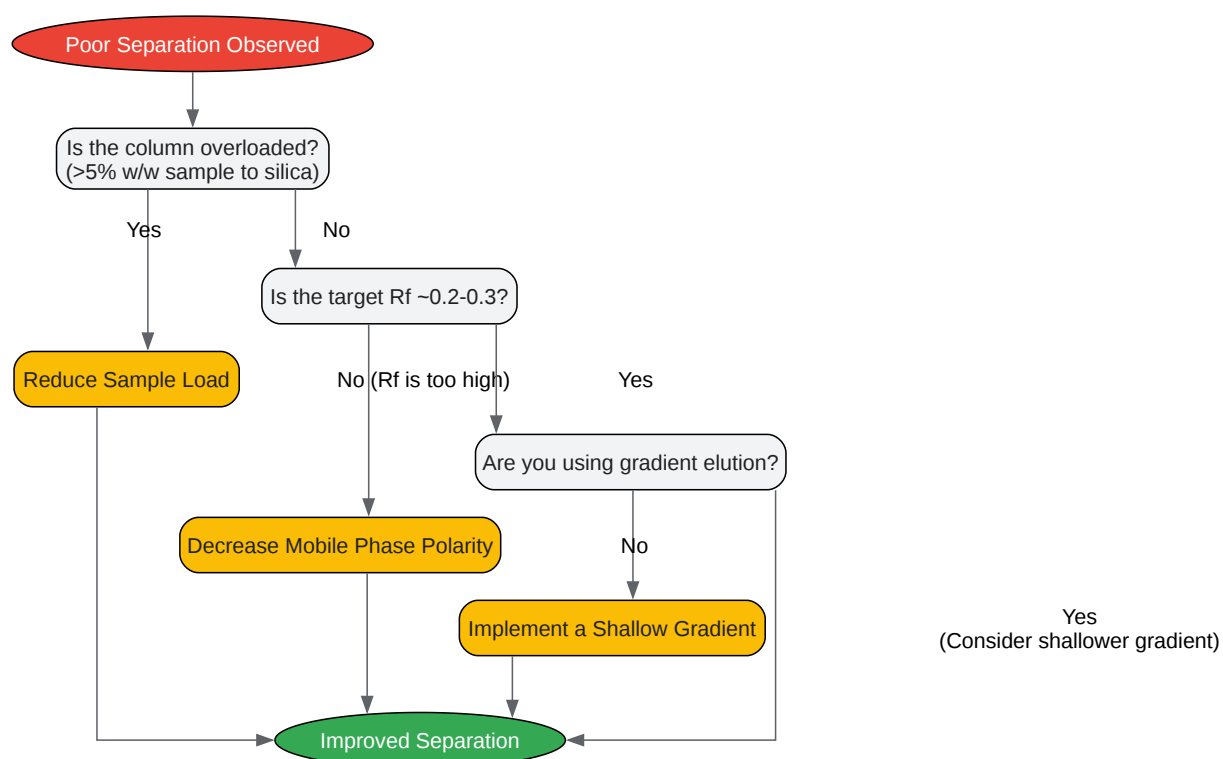 Poor Separation Observed
Is the column overloaded?
(>5% w/w sample to silica)
Yes
No
Is the target Rf ~0.2-0.3?
Reduce Sample Load
No (Rf is too high)
Yes
Are you using gradient elution?
Decrease Mobile Phase Polarity
No
Implement a Shallow Gradient
Yes
(Consider shallower gradient)
Improved Separation